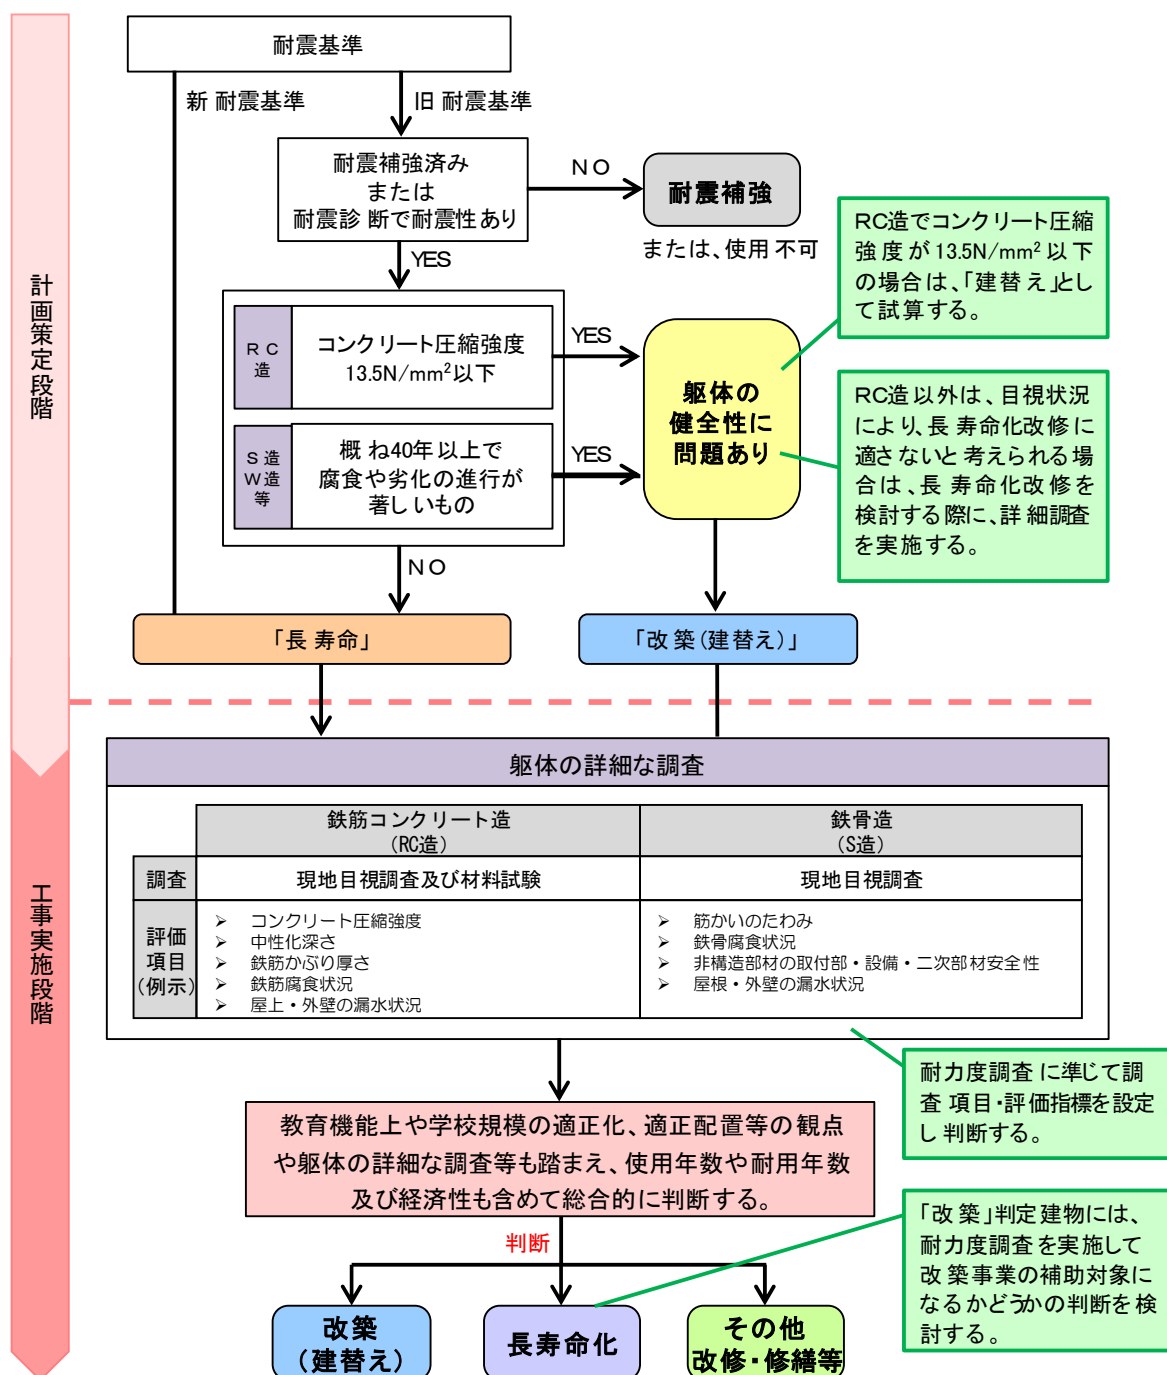 計画策定段階
工事実施段階
耐震基準
新耐震基準
旧耐震基準
耐震補強済み
または
耐震診断で耐震性あり
NO
耐震補強
または、使用不可
YES
RC造でコンクリート圧縮
強度が13.5N/mm²以下
の場合は、「建替え」とし
て試算する。
RC
造
コンクリート圧縮強度
13.5N/mm²以下
YES
S造
W造
等
概ね40年以上で
腐食や劣化の進行が
著しいもの
YES
躯体の
健全性に
問題あり
RC造以外は、目視状況
により、長寿命化改修に
適さないと考えられる場
合は、長寿命化改修を
検討する際に、詳細調査
を実施する。
NO
「長寿命」
「改築(建替え)」
躯体の詳細な調査
鉄筋コンクリート造
(RC造)
鉄骨造
(S造)
調査
現地目視調査及び材料試験
現地目視調査
評価
項目
(例示)
➢ コンクリート圧縮強度
➢ 中性化深さ
➢ 鉄筋かぶり厚さ
➢ 鉄筋腐食状況
➢ 屋上・外壁の漏水状況
➢ 筋かいのたわみ
➢ 鉄骨腐食状況
➢ 非構造部材の取付部・設備・二次部材安全性
➢ 屋根・外壁の漏水状況
耐力度調査に準じて調
査項目・評価指標を設定
し判断する。
教育機能上や学校規模の適正化、適正配置等の観点
や躯体の詳細な調査等も踏まえ、使用年数や耐用年数
及び経済性も含めて総合的に判断する。
判断
「改築」判定建物には、
耐力度調査を実施して
改築事業の補助対象に
なるかどうかの判断を検
討する。
改築
(建替え)
長寿命化
その他
改修・修繕等